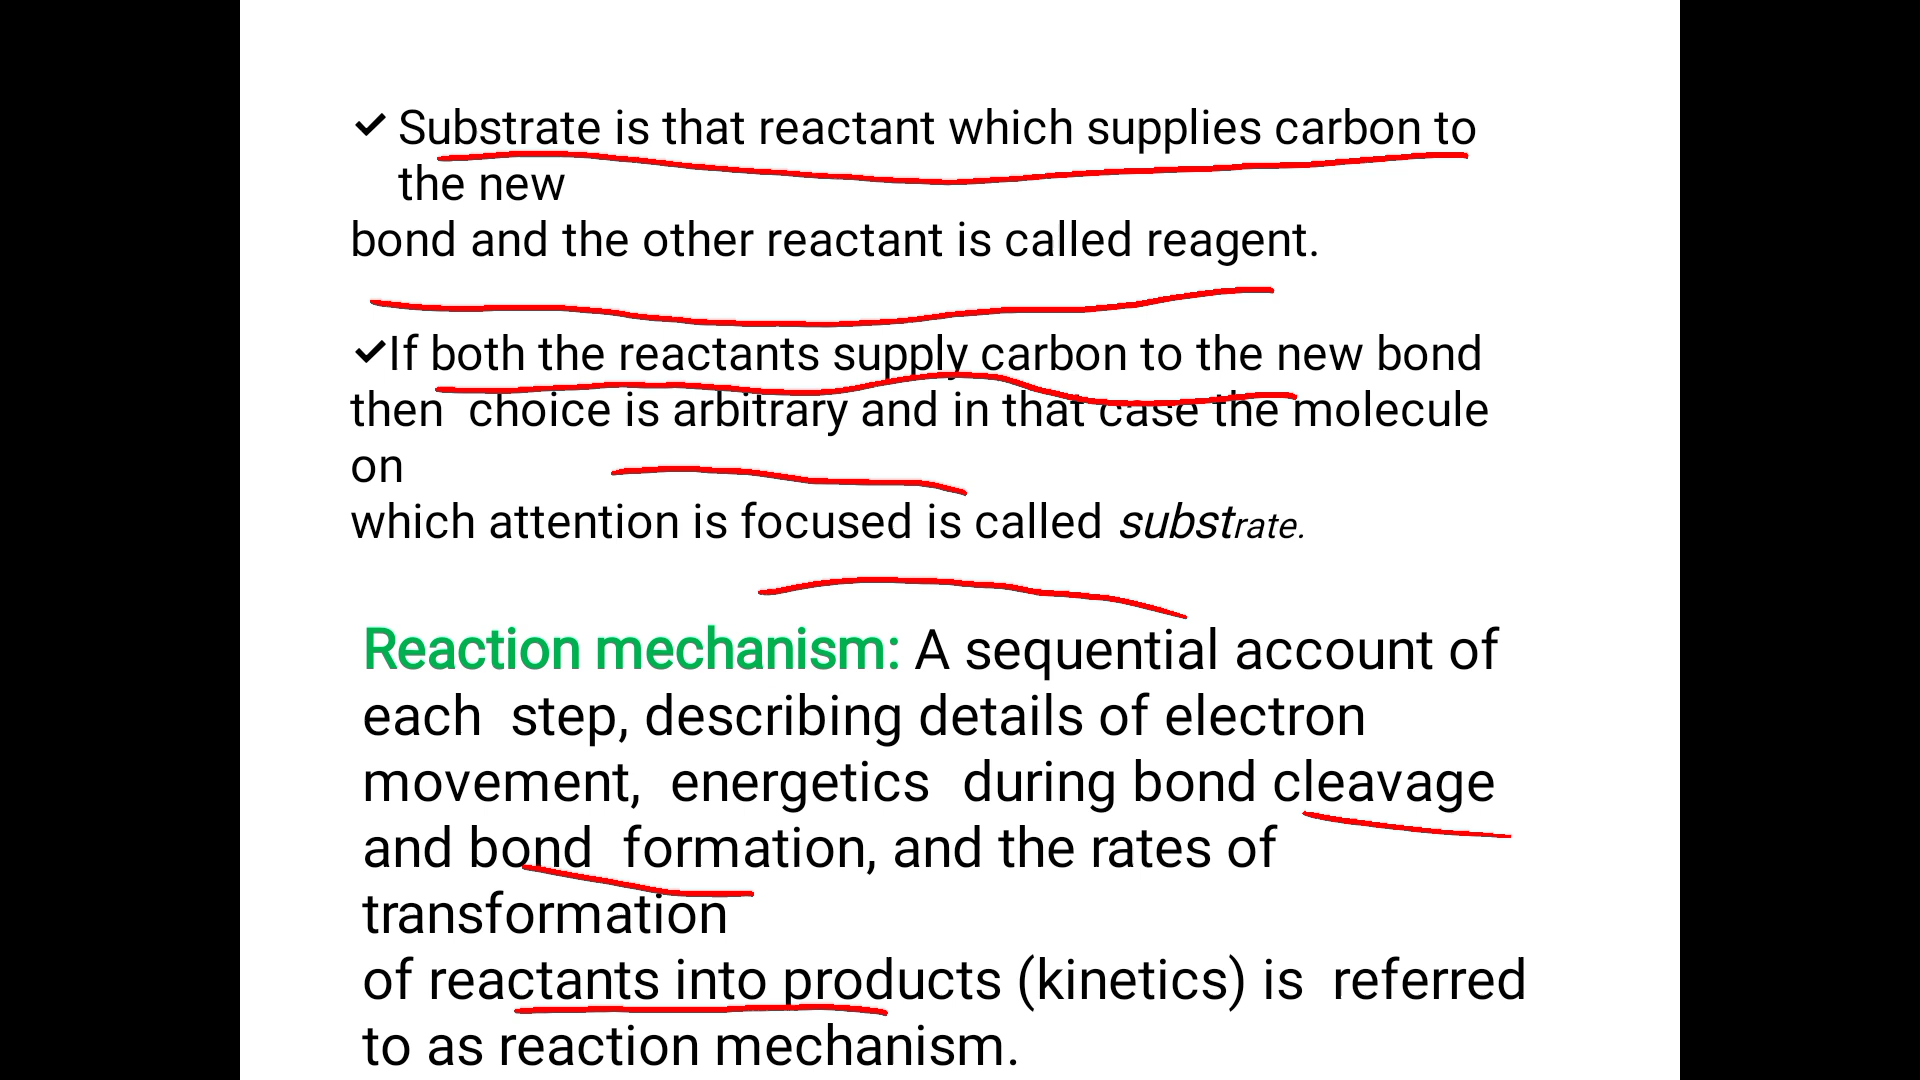 ✓ Substrate is that reactant which supplies carbon to
the new
bond and the other reactant is called reagent.
✓If both the reactants supply carbon to the new bond
then choice is arbitrary and in that case the molecule
on
which attention is focused is called substrate.
Reaction mechanism: A sequential account of
each step, describing details of electron
movement, energetics during bond cleavage
and bond formation, and the rates of
transformation
of reactants into products (kinetics) is referred
to as reaction mechanism.